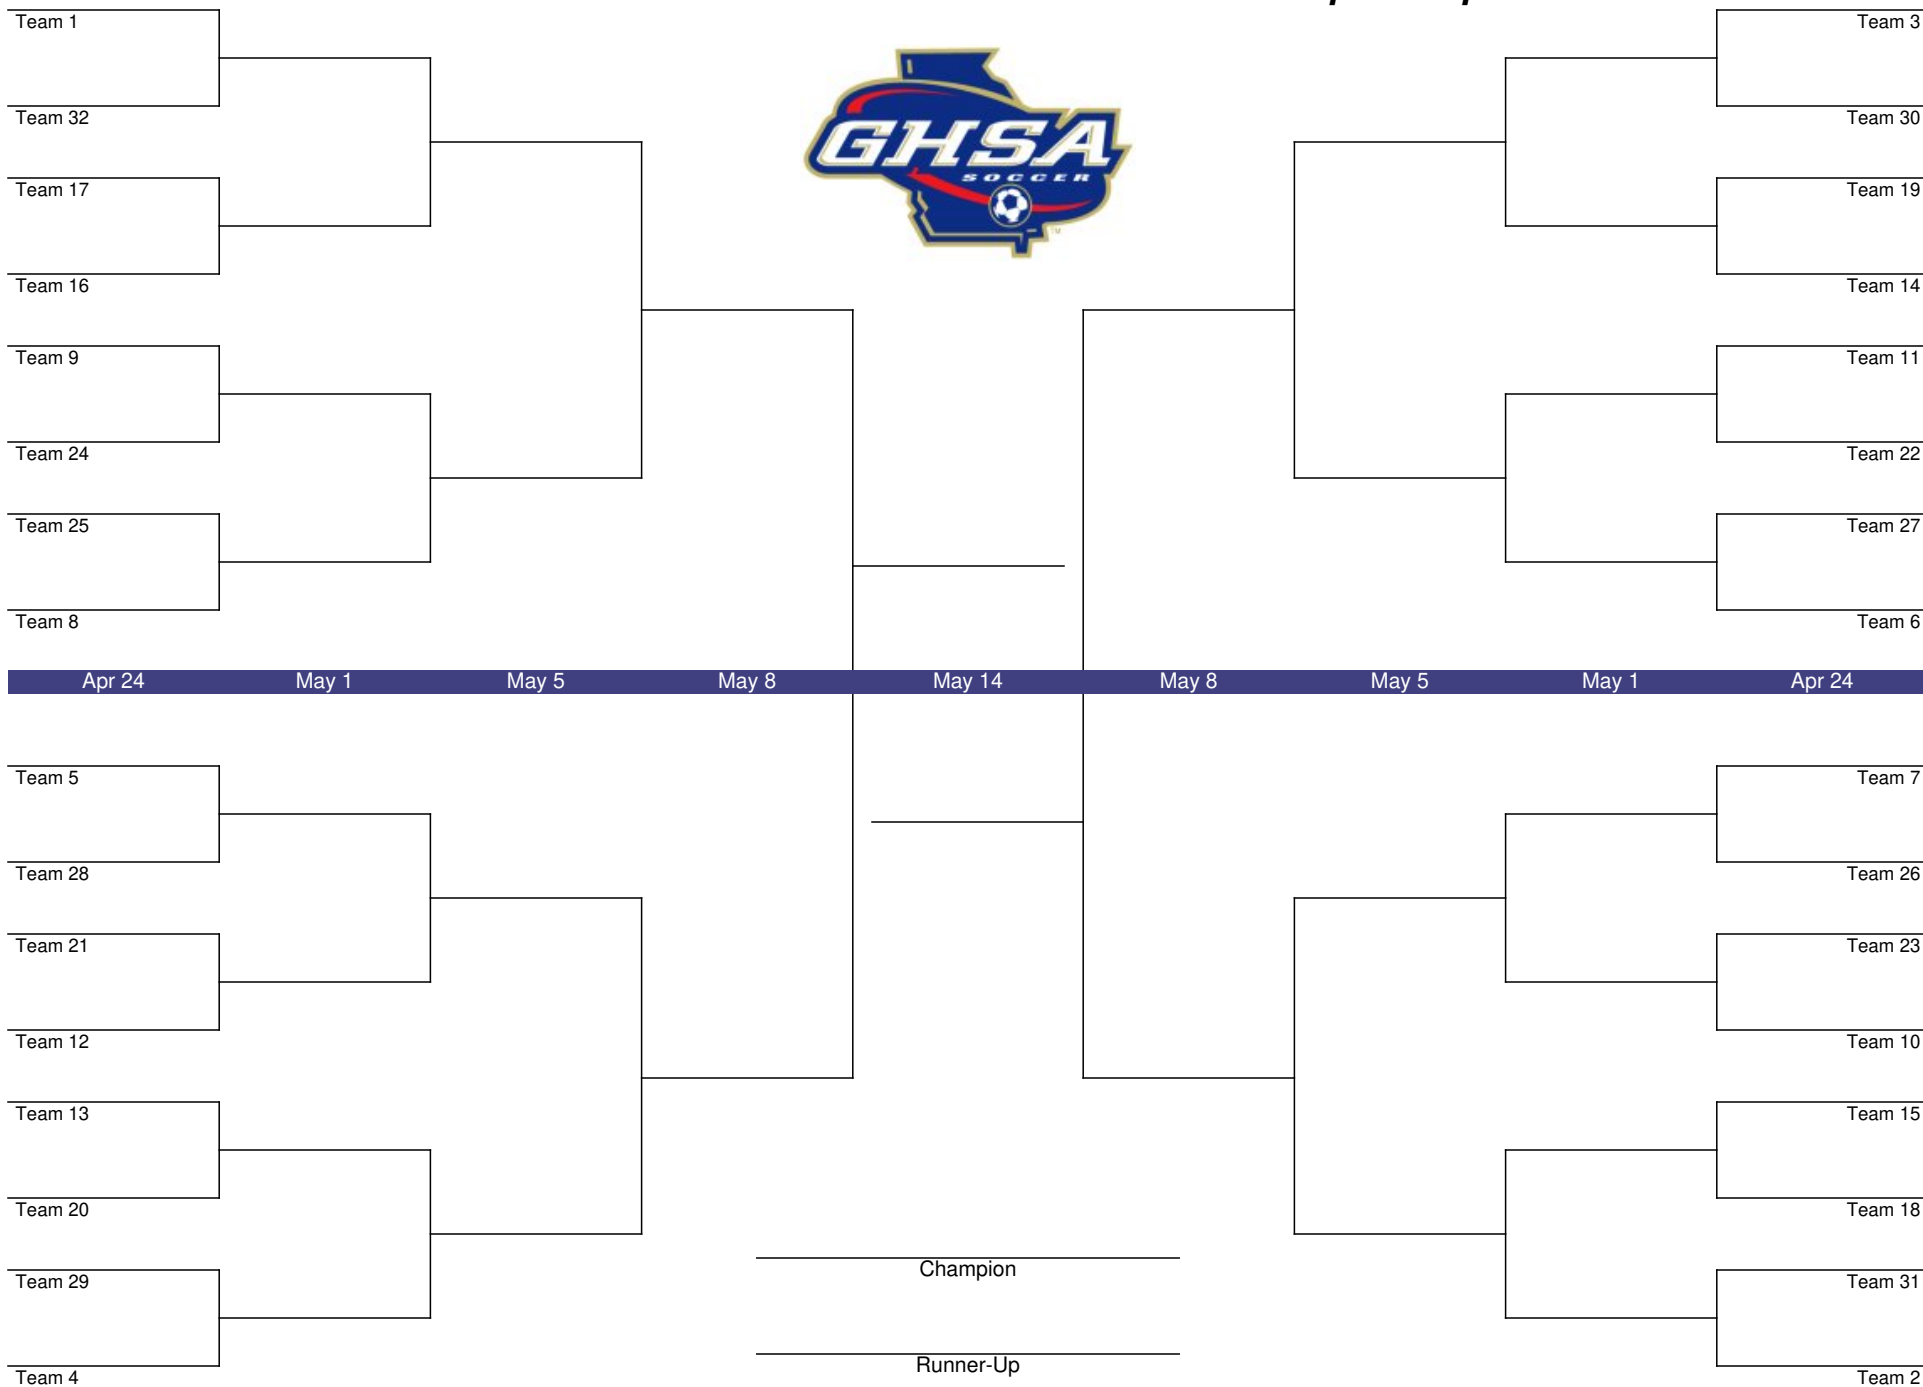 Team 1
Team 3
Team 32
Team 30
GHSA
SOCCER
TM
Team 17
Team 19
Team 16
Team 14
Team 9
Team 11
Team 24
Team 22
Team 25
Team 27
Team 8
Team 6
Apr 24 May 1 May 5 May 8 May 14 May 8 May 5 May 1 Apr 24
Team 5
Team 7
Team 28
Team 26
Team 21
Team 23
Team 12
Team 10
Team 13
Team 15
Team 20
Team 18
Champion
Team 29
Team 31
Runner-Up
Team 4
Team 2